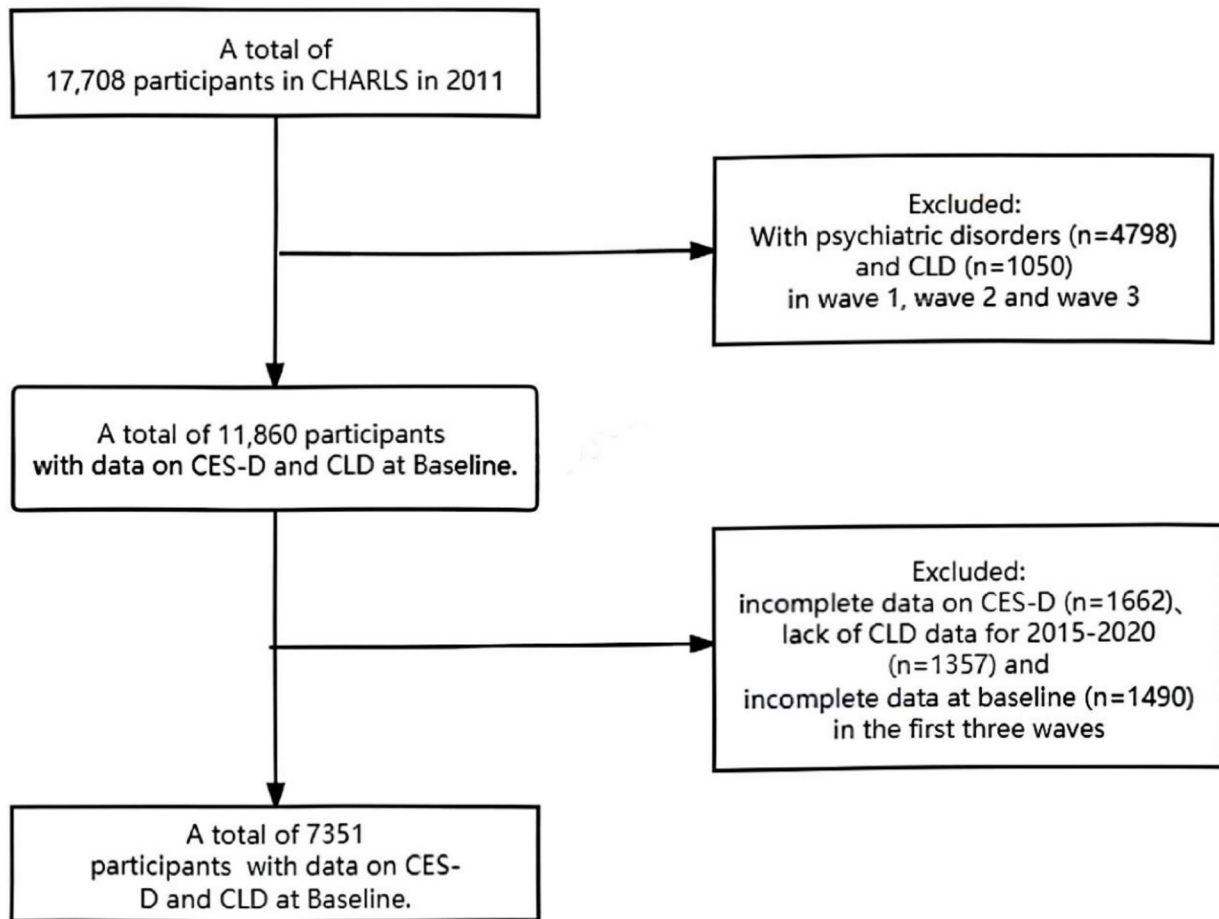 A total of
17,708 participants in CHARLS in 2011
Excluded:
With psychiatric disorders (n=4798)
and CLD (n=1050)
in wave 1, wave 2 and wave 3
A total of 11,860 participants
with data on CES-D and CLD at Baseline.
Excluded:
incomplete data on CES-D (n=1662)、
lack of CLD data for 2015-2020
(n=1357) and
incomplete data at baseline (n=1490)
in the first three waves
A total of 7351
participants with data on CES-
D and CLD at Baseline.